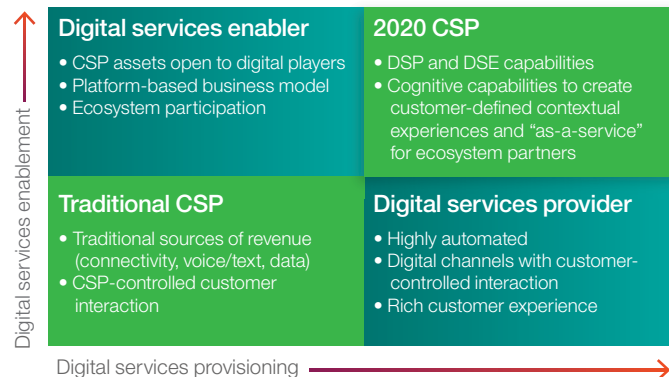 Digital services enablement
Digital services enabler
• CSP assets open to digital players
• Platform-based business model
• Ecosystem participation
2020 CSP
• DSP and DSE capabilities
• Cognitive capabilities to create
customer-defined contextual
experiences and “as-a-service”
for ecosystem partners
Traditional CSP
• Traditional sources of revenue
(connectivity, voice/text, data)
• CSP-controlled customer
interaction
Digital services provider
• Highly automated
• Digital channels with customer-
controlled interaction
• Rich customer experience
Digital services provisioning